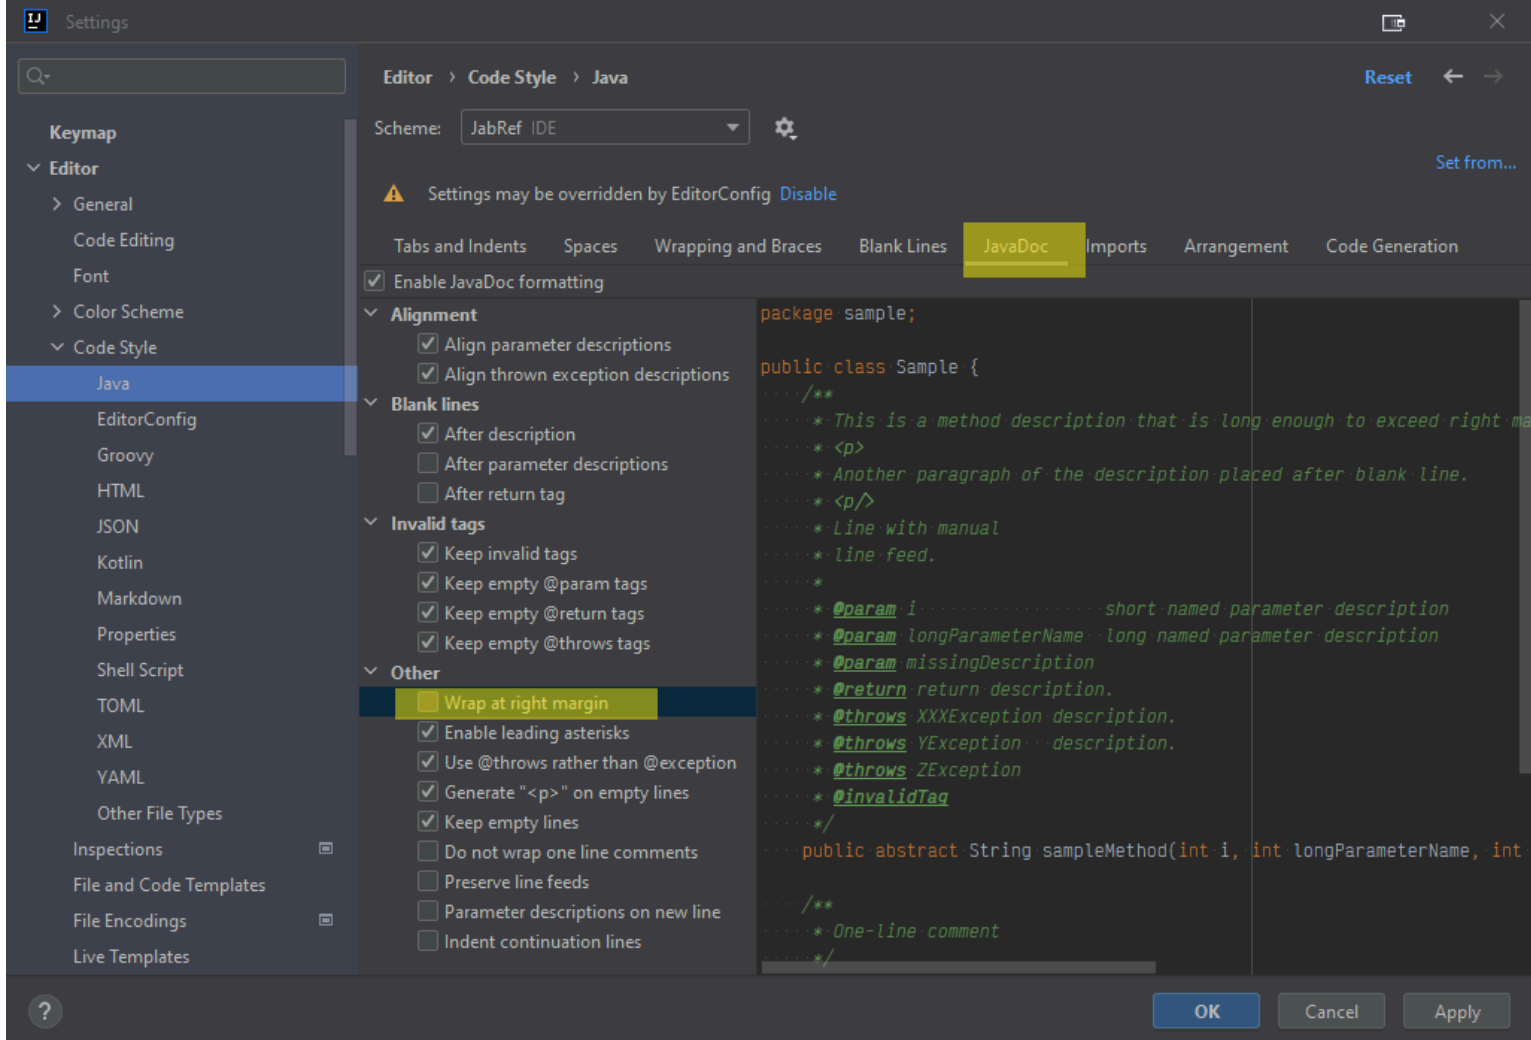 IJ Settings
Editor › Code Style › Java
Reset
Keymap
Editor
General
Code Editing
Font
Color Scheme
Code Style
Java
EditorConfig
Groovy
HTML
JSON
Kotlin
Markdown
Properties
Shell Script
TOML
XML
YAML
Other File Types
Inspections
File and Code Templates
File Encodings
Live Templates
Scheme: JabRef IDE
Set from...
Settings may be overridden by EditorConfig Disable
Tabs and Indents Spaces Wrapping and Braces Blank Lines JavaDoc Imports Arrangement Code Generation
Enable JavaDoc formatting
Alignment
Align parameter descriptions
Align thrown exception descriptions
Blank lines
After description
After parameter descriptions
After return tag
Invalid tags
Keep invalid tags
Keep empty @param tags
Keep empty @return tags
Keep empty @throws tags
Other
Wrap at right margin
Enable leading asterisks
Use @throws rather than @exception
Generate "<p>" on empty lines
Keep empty lines
Do not wrap one line comments
Preserve line feeds
Parameter descriptions on new line
Indent continuation lines
package sample;
public class Sample {
/**
* This is a method description that is long enough to exceed right ma
* <p>
* Another paragraph of the description placed after blank line.
* <p/>
* Line with manual
* line feed.
*
* @param i short named parameter description
* @param longParameterName long named parameter description
* @param missingDescription
* @return return description.
* @throws XXXException description.
* @throws YException description.
* @throws ZException
* @invalidTag
*/
public abstract String sampleMethod(int i, int longParameterName, int
/**
* One-line comment
*/
?
OK Cancel Apply